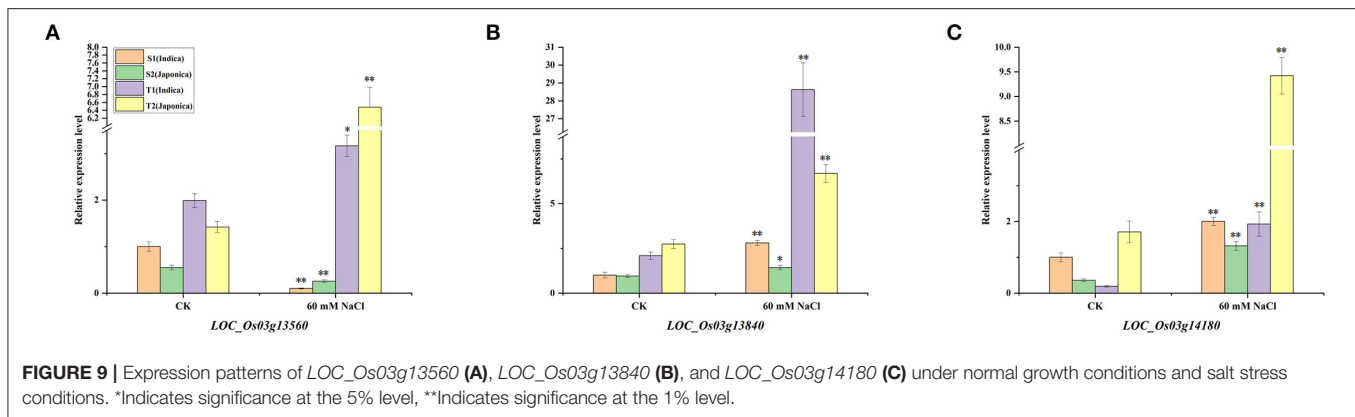 A
B
C
8.0
7.8
7.6
7.4
7.2
7.0
6.8
6.6
6.4
6.2
2
0
Relative expression level
S1(Indica)
S2(Japonica)
T1(Indica)
T2(Japonica)
** ** * **
CK 60 mM NaCl
LOC_Os03g13560
31
30
29
28
27
5
0
Relative expression level
** * ** **
CK 60 mM NaCl
LOC_Os03g13840
10.0
9.5
9.0
2
0
Relative expression level
** ** ** **
CK 60 mM NaCl
LOC_Os03g14180
FIGURE 9 | Expression patterns of LOC_Os03g13560 (A), LOC_Os03g13840 (B), and LOC_Os03g14180 (C) under normal growth conditions and salt stress
conditions. *Indicates significance at the 5% level, **Indicates significance at the 1% level.